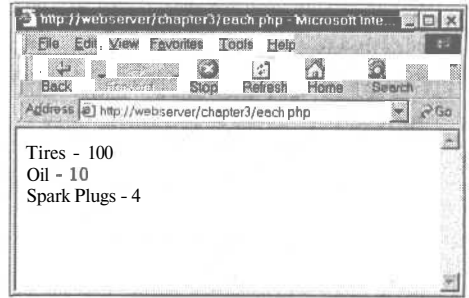 http://webserver/chapter3/each php - Microsoft Inte...
File Edit View Favorites Tools Help
Back Forward Stop Refresh Home Search
Address http://webserver/chapter3/each php Go
Tires - 100
Oil - 10
Spark Plugs - 4